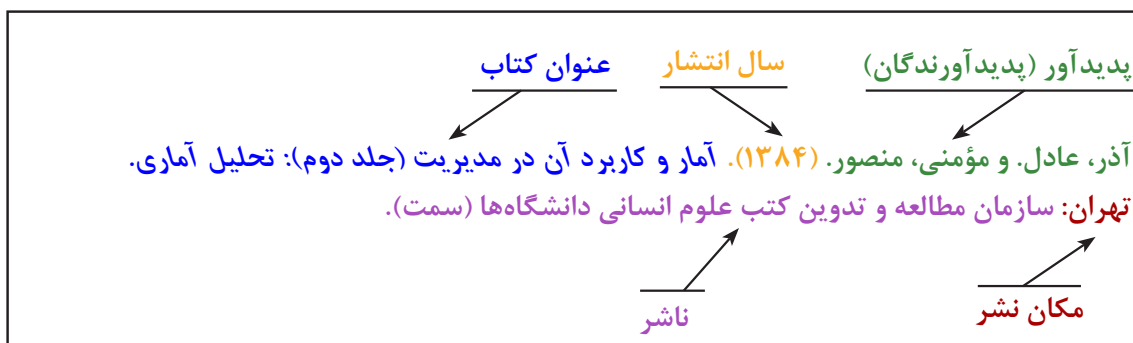 پدیدآور (پدیدآورندگان) سال انتشار عنوان کتاب
آذر، عادل. و مؤمنی، منصور. (۱۳۸۴). آمار و کاربرد آن در مدیریت (جلد دوم): تحلیل آماری.
تهران: سازمان مطالعه و تدوین کتب علوم انسانی دانشگاه‌ها (سمت).
مکان نشر ناشر